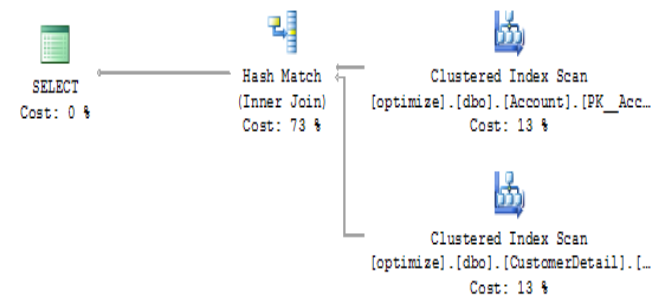 SELECT
Cost: 0 %
Hash Match
(Inner Join)
Cost: 73 %
Clustered Index Scan
[optimize].[dbo].[Account].[PK__Acc…
Cost: 13 %
Clustered Index Scan
[optimize].[dbo].[CustomerDetail].[…
Cost: 13 %